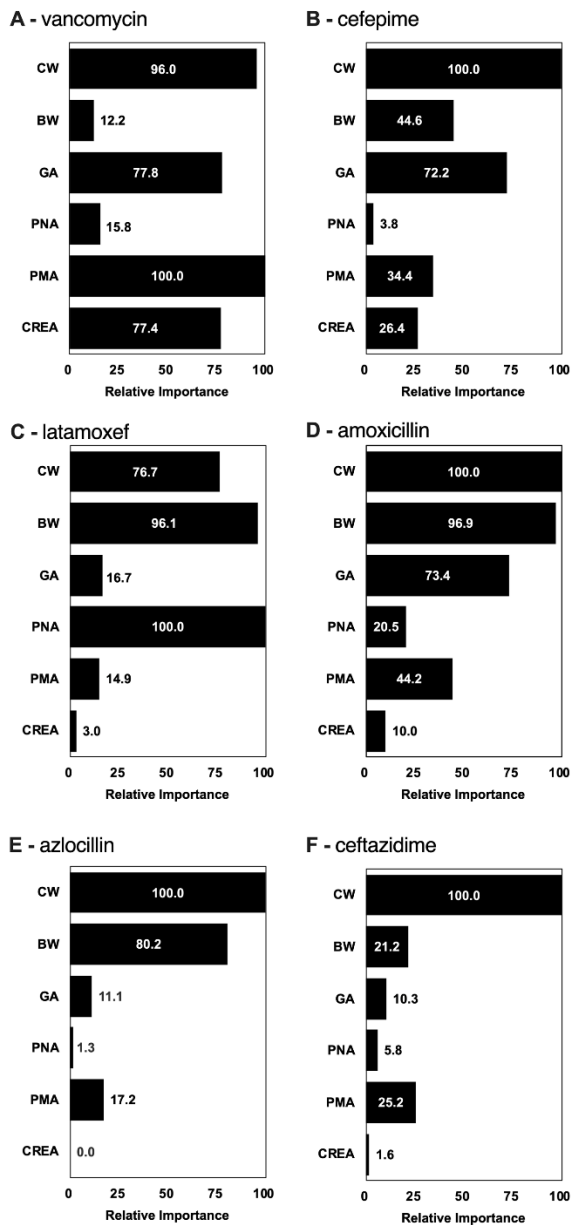 A - vancomycin
CW 96.0
BW 12.2
GA 77.8
PNA 15.8
PMA 100.0
CREA 77.4
0 25 50 75 100
Relative Importance
B - cefepime
CW 100.0
BW 44.6
GA 72.2
PNA 3.8
PMA 34.4
CREA 26.4
0 25 50 75 100
Relative Importance
C - latamoxef
CW 76.7
BW 96.1
GA 16.7
PNA 100.0
PMA 14.9
CREA 3.0
0 25 50 75 100
Relative Importance
D - amoxicillin
CW 100.0
BW 96.9
GA 73.4
PNA 20.5
PMA 44.2
CREA 10.0
0 25 50 75 100
Relative Importance
E - azlocillin
CW 100.0
BW 80.2
GA 11.1
PNA 1.3
PMA 17.2
CREA 0.0
0 25 50 75 100
Relative Importance
F - ceftazidime
CW 100.0
BW 21.2
GA 10.3
PNA 5.8
PMA 25.2
CREA 1.6
0 25 50 75 100
Relative Importance